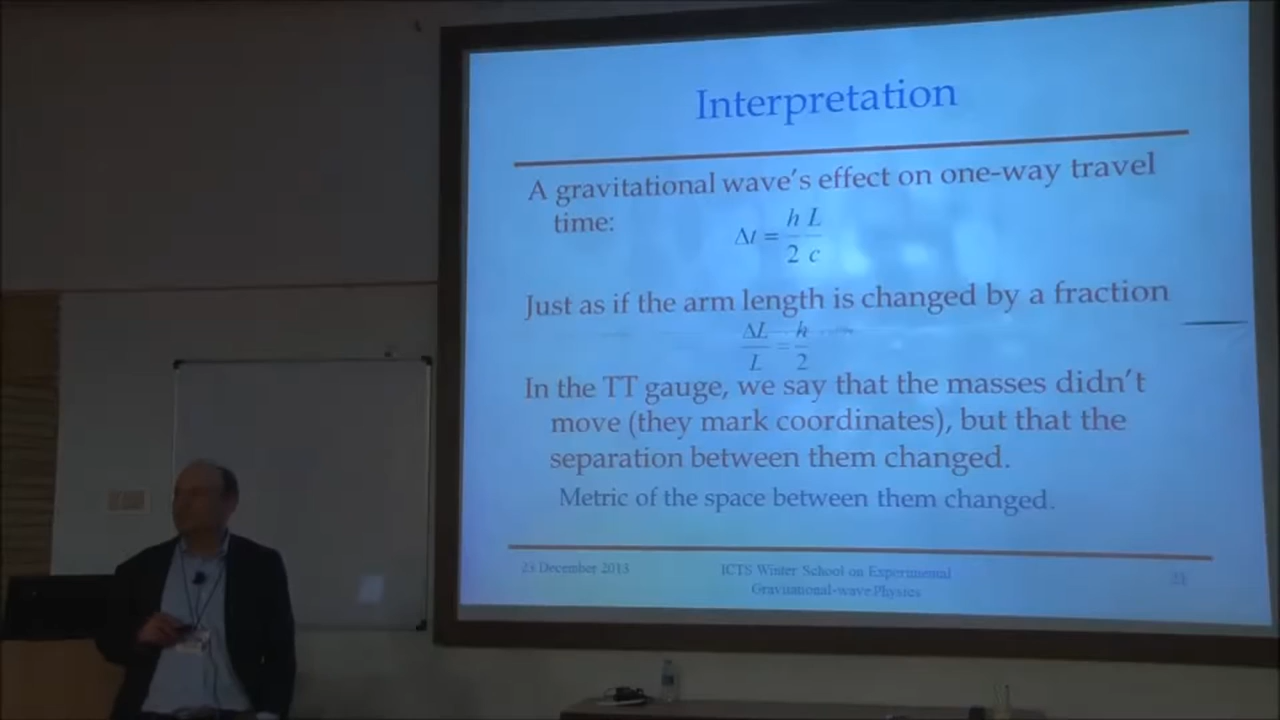 Interpretation
A gravitational wave's effect on one-way travel
time:
Δt = h/2 L/c
Just as if the arm length is changed by a fraction
ΔL/L = h/2
In the TT gauge, we say that the masses didn't
move (they mark coordinates), but that the
separation between them changed.
Metric of the space between them changed.
December 2013
ICTS Winter School on Experimental
Gravitational-wave Physics